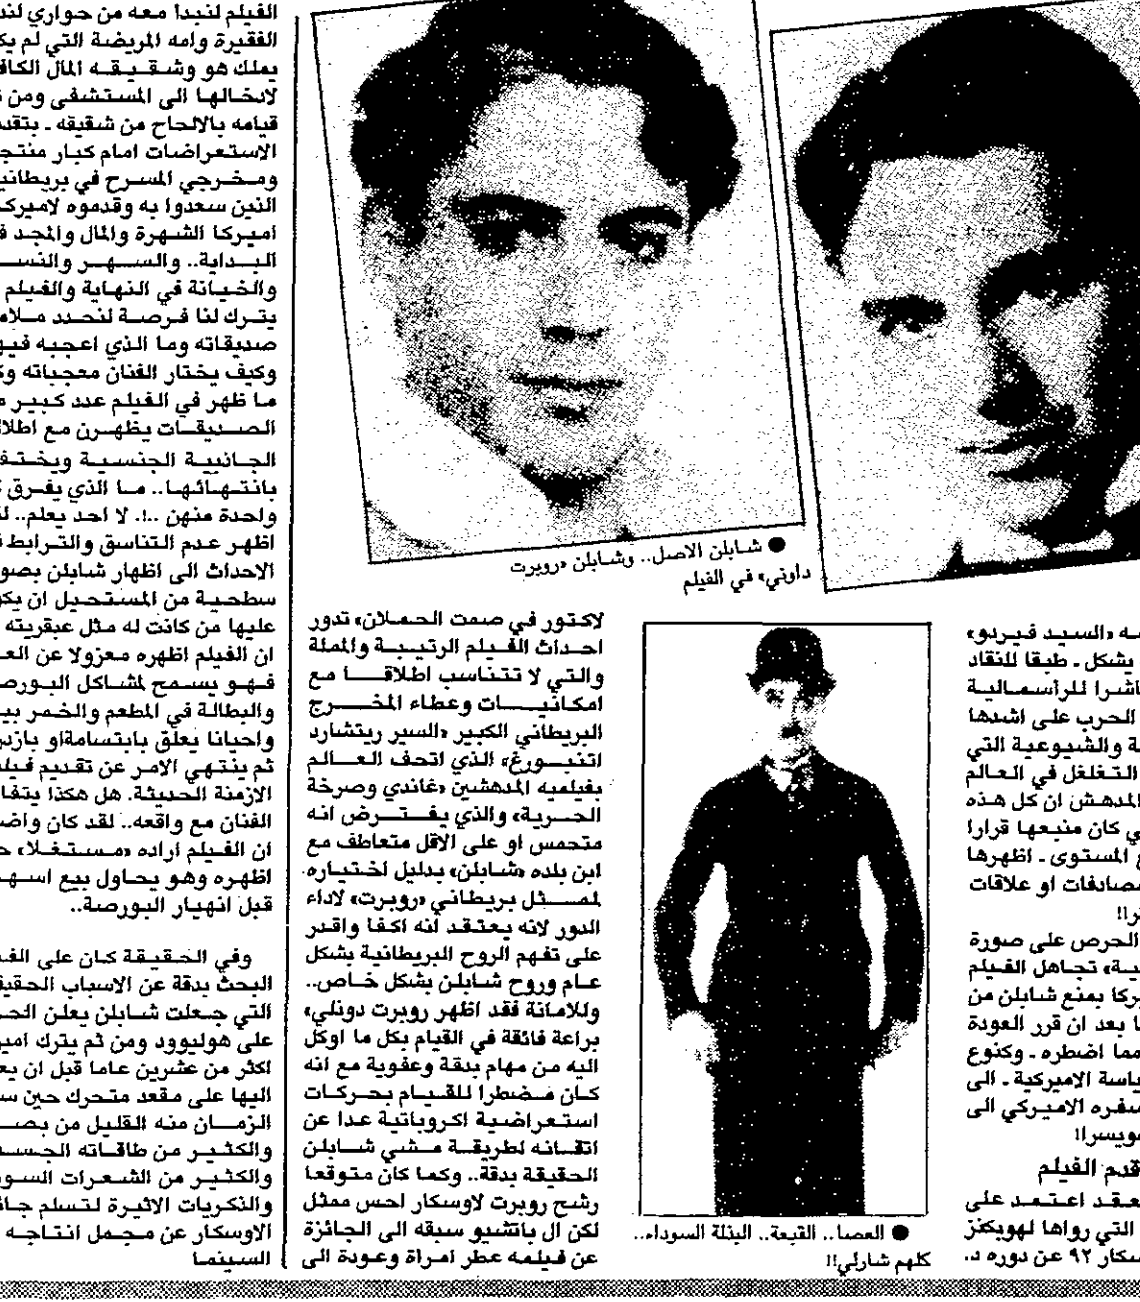 ● شابلن الاصل.. وشابلن «روبرت
داوني» في الفيلم
ـه «السيد فيردو»
يشكل ـ طبقا للنقاد
اشرا للرأسمالية
الحرب على اشدها
ة والشيوعية التي
التغلغل في العالم
المدهش ان كل هذه
ي كان منبعها قرارا
المستوى ـ اظهرها
صادفات او علاقات
را!!
الحرص على صورة
ية» تجاهل الفيلم
ركا بمنع شابلن من
ا بعد ان قرر العودة
مما اضطره ـ وكنوع
ياسة الاميركية ـ الى
سفره الاميركي الى
ويسرا!!
قدم الفيلم
عقد اعتمد على
التي رواها لهوبكنز
سكار ٩٢ عن دوره د.
● العصا.. القبعة.. البذلة السوداء..
كلهم شارلي!!
لاكتور في صمت الحملان» تدور
احداث الفيلم الرتيبة والمملة
والتي لا تتناسب اطلاقا مع
امكانيات وعطاء المخرج
البريطاني الكبير «السير ريتشارد
اتنبورغ» الذي اتحف العالم
بفيلميه المدهشين «غاندي وصرخة
الحرية» والذي يفترض انه
متحمس او على الاقل متعاطف مع
ابن بلده «شابلن» بدليل اختياره
لممثل بريطاني «روبرت» لاداء
الدور لانه يعتقد انه اكفا واقدر
على تفهم الروح البريطانية بشكل
عام وروح شابلن بشكل خاص..
وللامانة فقد اظهر روبرت دونلي»
براعة فائقة في القيام بكل ما اوكل
اليه من مهام بدقة وعفوية مع انه
كان مضطرا للقيام بحركات
استعراضية اكروباتية عدا عن
اتقانه لطريقة مشي شابلن
الحقيقة بدقة.. وكما كان متوقعا
رشح روبرت لاوسكار احس ممثل
لكن ال باتشيو سبقه الى الجائزة
عن فيلمه عطر امراة وعودة الى
الفيلم لنبدا معه من حواري لند
الفقيرة وامه المريضة التي لم يك
يملك هو وشقيقه المال الكاف
لادخالها الى المستشفى ومن
قيامه بالالحاح من شقيقه ـ بتقد
الاستعراضات امام كبار منتج
ومخرجي المسرح في بريطاني
الذين سعدوا به وقدموه لاميرك
اميركا الشهرة والمال والمجد ف
البداية.. والسهر والنس
والخيانة في النهاية والفيلم
يترك لنا فرصة لنحدد ملام
صديقاته وما الذي اعجبه فيه
وكيف يختار الفنان معجباته وك
ما ظهر في الفيلم عدد كبير م
الصديقات يظهرن مع اطلا
الجانبية الجنسية ويختف
بانتهائها.. ما الذي يفرق
واحدة منهن ..!. لا احد يعلم.. ل
اظهر عدم التناسق والترابط
الاحداث الى اظهار شابلن بصو
سطحية من المستحيل ان يكو
عليها من كانت له مثل عبقريته
ان الفيلم اظهره معزولا عن الع
فهو يسمح لمشاكل البورص
والبطالة في المطعم والخمر بي
واحيانا يعلق بابتسامةاو بازدر
ثم ينتهي الامر عن تقديم فيل
الازمنة الحديثة. هل هكذا يتفا
الفنان مع واقعه.. لقد كان واض
ان الفيلم اراده «مستغلا» ح
اظهره وهو يحاول بيع اسهم
قبل انهيار البورصة..
وفي الحقيقة كان على الف
البحث بدقة عن الاسباب الحقيق
التي جعلت شابلن يعلن الحر
على هوليوود ومن ثم يترك امير
اكثر من عشرين عاما قبل ان يع
اليها على مقعد متحرك حين س
الزمان منه القليل من بص
والكثير من طاقاته الجس
والكثير من الشعرات السو
والذكريات الاثيرة لتسلم جائ
الاوسكار عن مجمل انتاجه
السينما